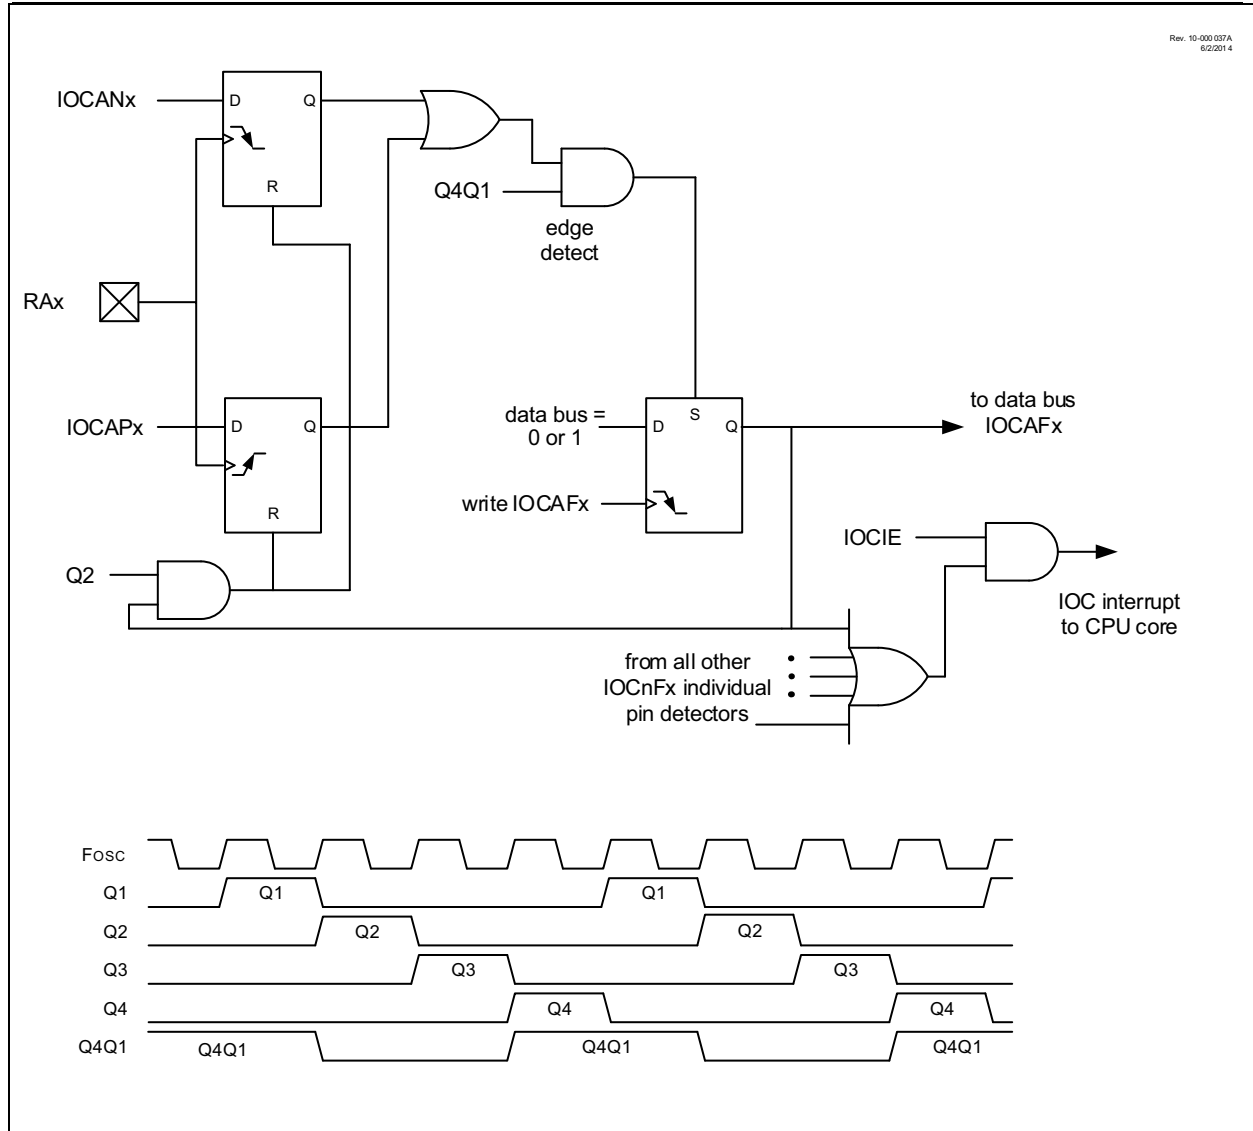 Rev. 10-000 037A
6/2/201 4
IOCANx
D
Q
R
Q4Q1
edge
detect
RAx
IOCAPx
D
Q
R
data bus =
0 or 1
S
D
Q
to data bus
IOCAFx
write IOCAFx
IOCIE
Q2
IOC interrupt
to CPU core
from all other
IOCnFx individual
pin detectors
FOSC
Q1
Q1
Q1
Q2
Q2
Q2
Q3
Q3
Q3
Q4
Q4
Q4
Q4Q1
Q4Q1
Q4Q1
Q4Q1